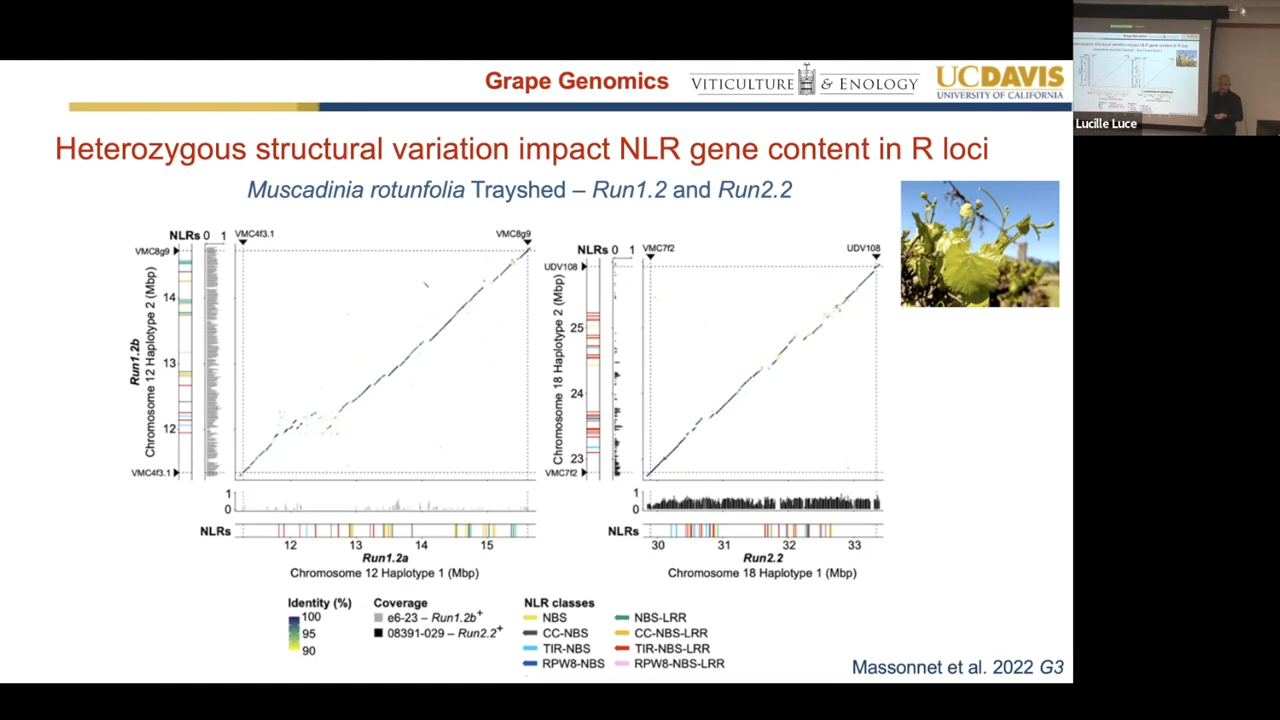 Grape Genomics
VITICULTURE & ENOLOGY
UCDAVIS
UNIVERSITY OF CALIFORNIA
Lucille Luce
Heterozygous structural variation impact NLR gene content in R loci
Muscadinia rotunfolia Trayshed – Run1.2 and Run2.2
NLRs 0 1
VMC4f3.1
VMC8g9
VMC8g9
14
13
12
VMC4f3.1
Run1.2b
Chromosome 12 Haplotype 2 (Mbp)
1
0
NLRs
12 13 14 15
Run1.2a
Chromosome 12 Haplotype 1 (Mbp)
NLRs 0 1
VMC7f2
UDV108
UDV108
25
24
23
VMC7f2
Chromosome 18 Haplotype 2 (Mbp)
1
0
NLRs
30 31 32 33
Run2.2
Chromosome 18 Haplotype 1 (Mbp)
Identity (%)
100
95
90
Coverage
e6-23 – Run1.2b+
08391-029 – Run2.2+
NLR classes
NBS
CC-NBS
TIR-NBS
RPW8-NBS
NBS-LRR
CC-NBS-LRR
TIR-NBS-LRR
RPW8-NBS-LRR
Massonnet et al. 2022 G3